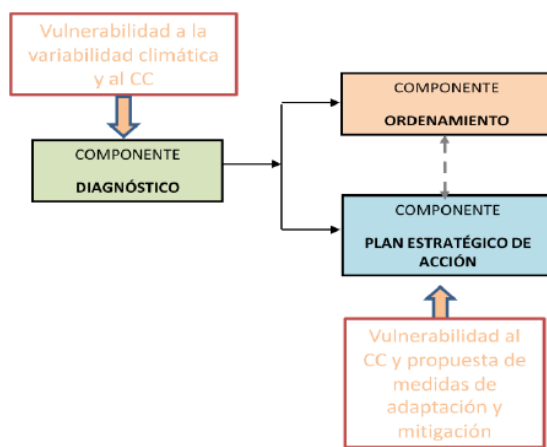 Vulnerabilidad a la
variabilidad climática
y al CC
COMPONENTE
ORDENAMIENTO
COMPONENTE
DIAGNÓSTICO
COMPONENTE
PLAN ESTRATÉGICO DE
ACCIÓN
Vulnerabilidad al
CC y propuesta de
medidas de
adaptación y
mitigación